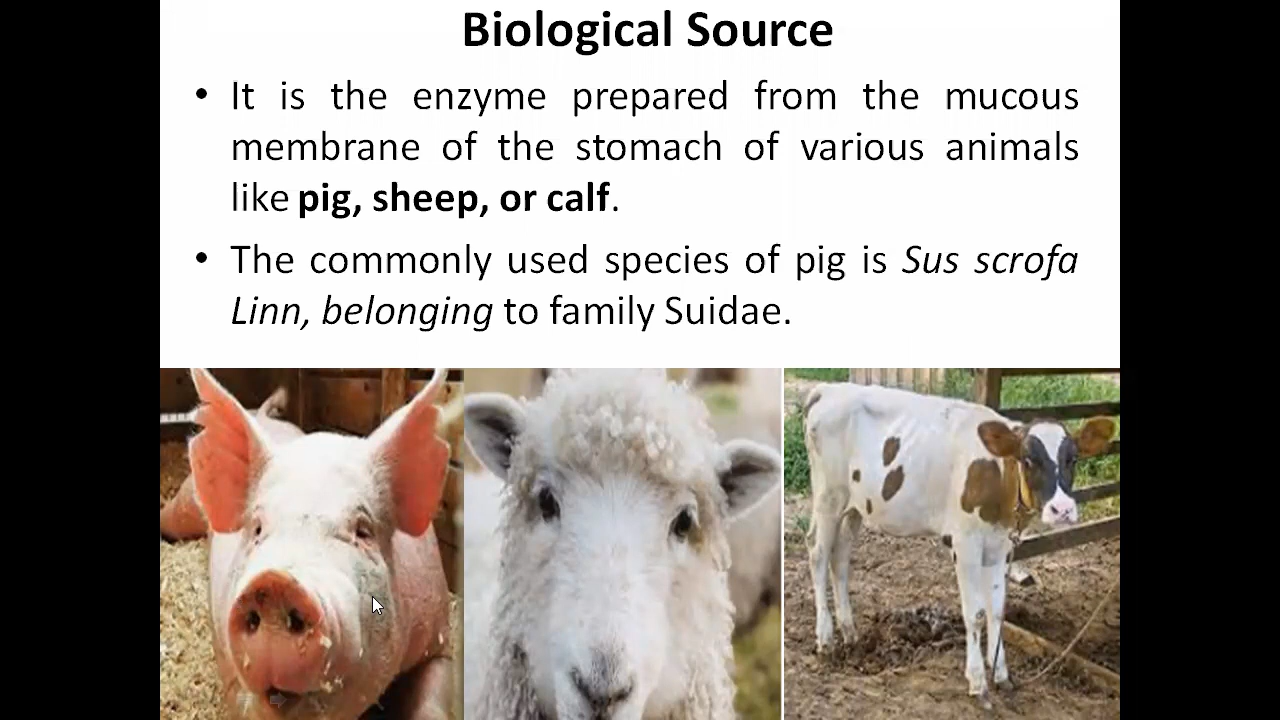 Biological Source
• It is the enzyme prepared from the mucous
membrane of the stomach of various animals
like pig, sheep, or calf.
• The commonly used species of pig is Sus scrofa
Linn, belonging to family Suidae.